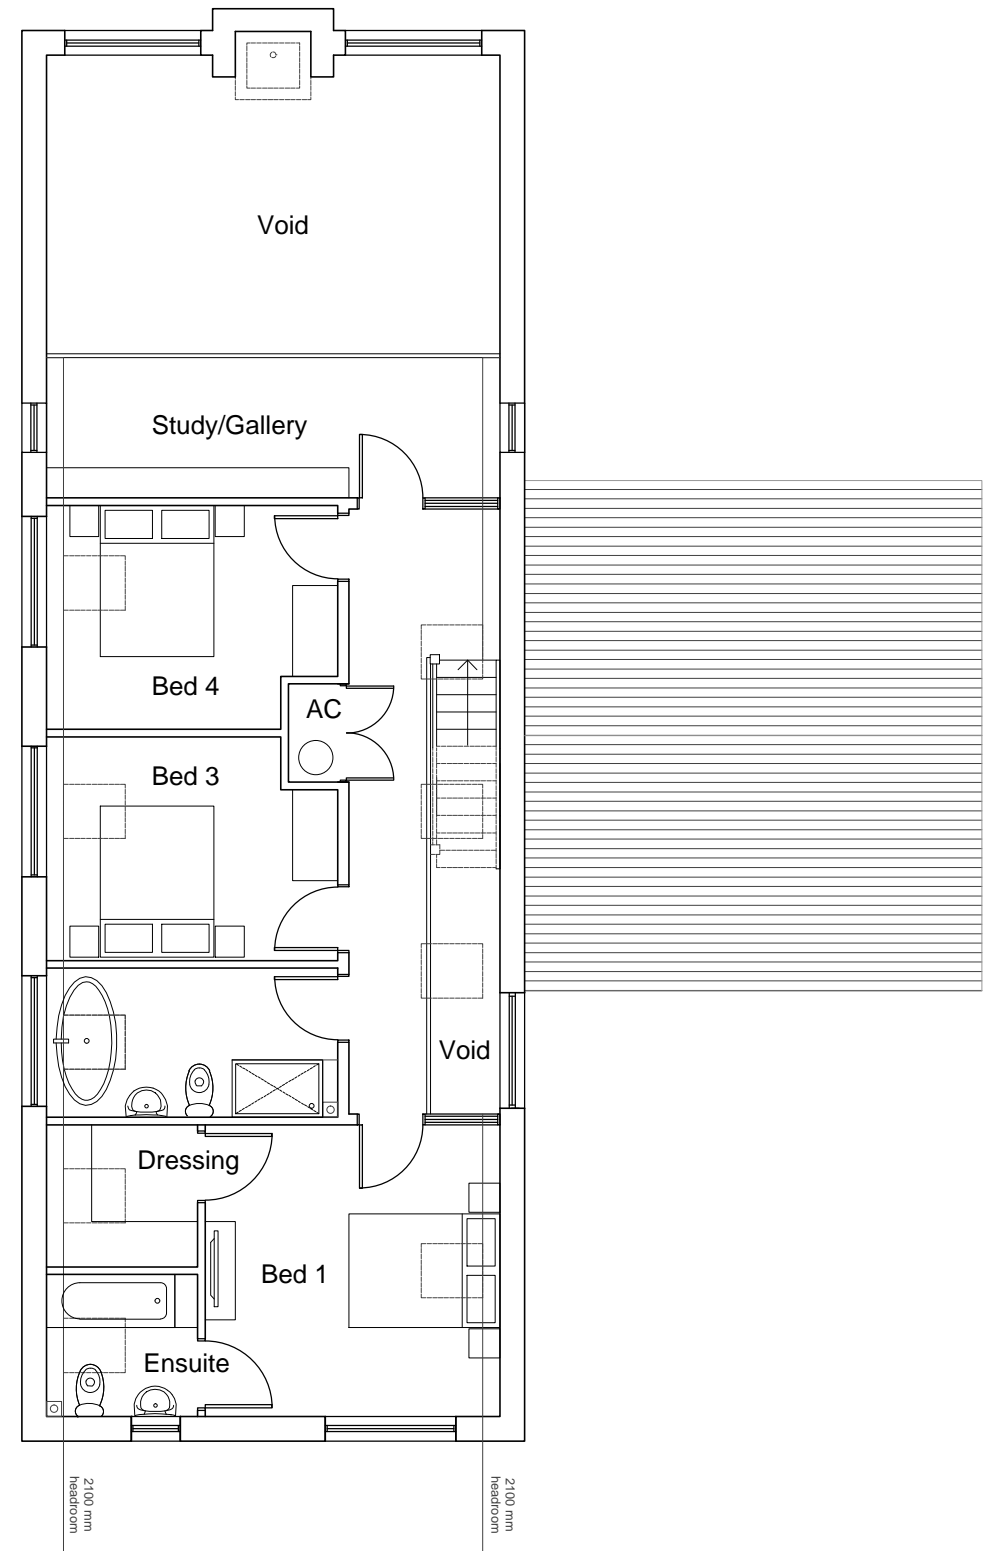 Void
Study/Gallery
Bed 4
AC
Bed 3
Void
Dressing
Bed 1
Ensuite
2100 mm
headroom
2100 mm
headroom